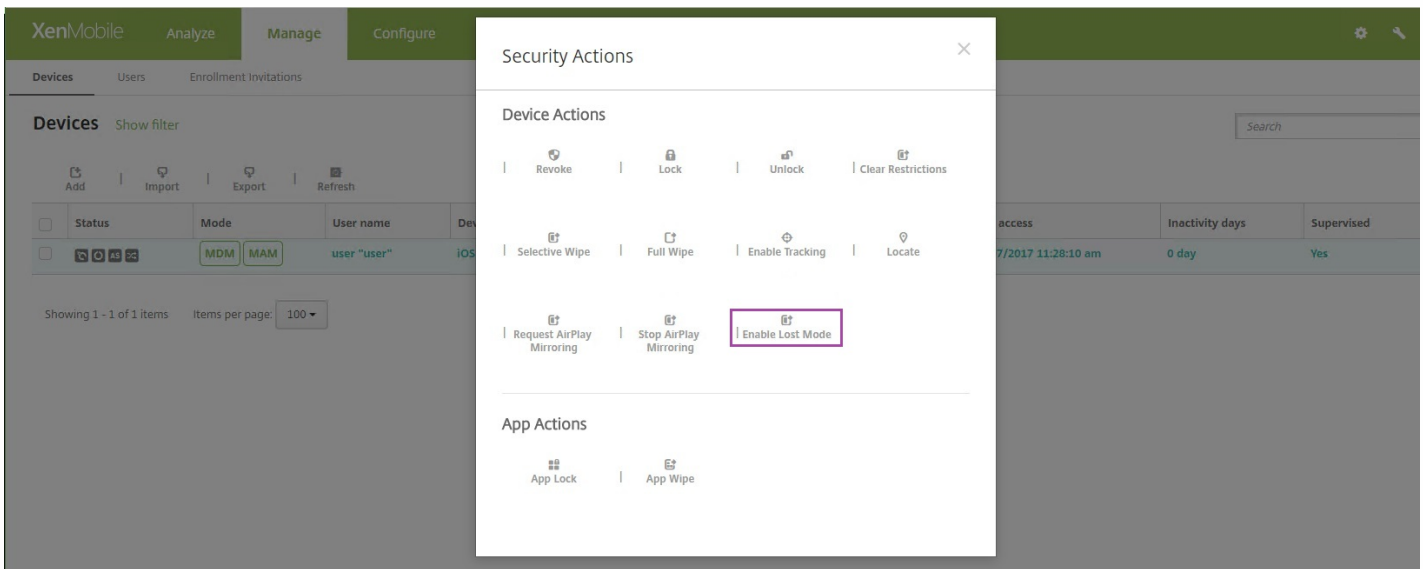 XenMobile Analyze Manage Configure
Devices Users Enrollment Invitations
Devices Show filter
Search
Add Import Export Refresh
Status Mode User name Dev access Inactivity days Supervised
AS MDM MAM user "user" iOS 7/2017 11:28:10 am 0 day Yes
Showing 1 - 1 of 1 items Items per page: 100
Security Actions
Device Actions
Revoke Lock Unlock Clear Restrictions
Selective Wipe Full Wipe Enable Tracking Locate
Request AirPlay Stop AirPlay Enable Lost Mode
Mirroring Mirroring
App Actions
App Lock App Wipe